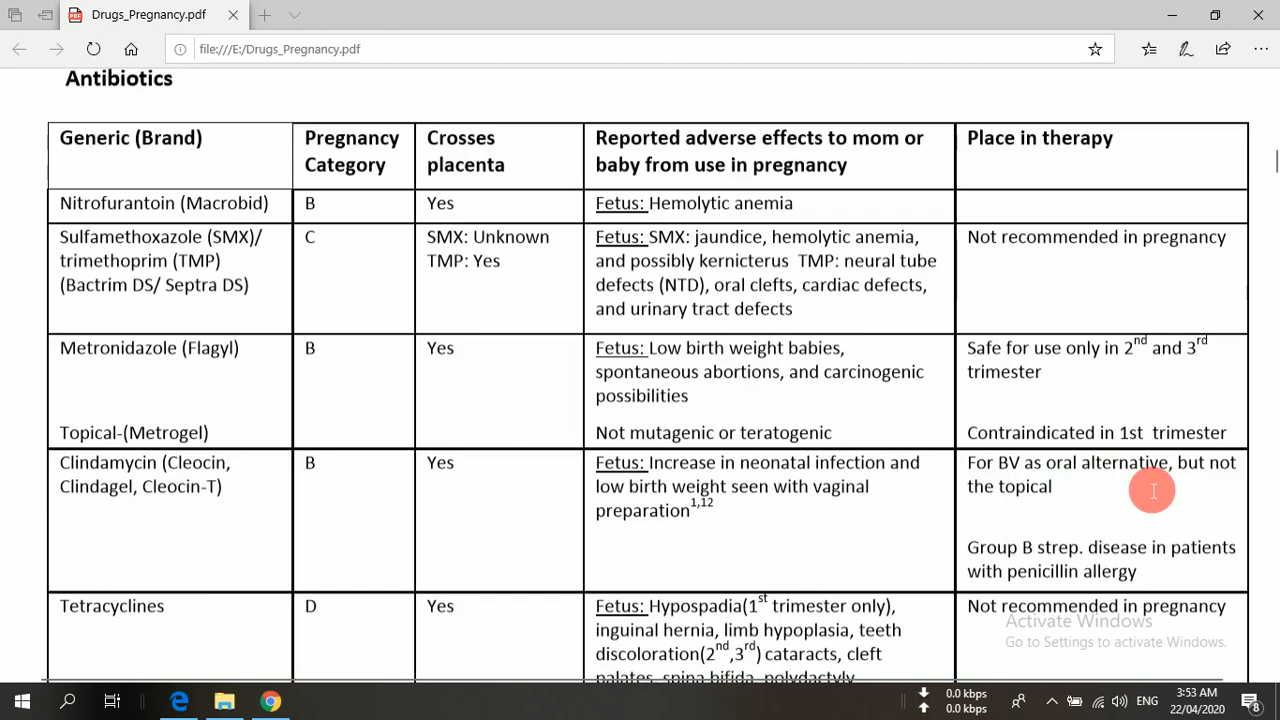 Drugs_Pregnancy.pdf
file:///E:/Drugs_Pregnancy.pdf
Antibiotics
Generic (Brand)
Pregnancy
Category
Crosses
placenta
Reported adverse effects to mom or
baby from use in pregnancy
Place in therapy
Nitrofurantoin (Macrobid)
B
Yes
Fetus: Hemolytic anemia
Sulfamethoxazole (SMX)/
trimethoprim (TMP)
(Bactrim DS/ Septra DS)
C
SMX: Unknown
TMP: Yes
Fetus: SMX: jaundice, hemolytic anemia,
and possibly kernicterus TMP: neural tube
defects (NTD), oral clefts, cardiac defects,
and urinary tract defects
Not recommended in pregnancy
Metronidazole (Flagyl)
Topical-(Metrogel)
B
Yes
Fetus: Low birth weight babies,
spontaneous abortions, and carcinogenic
possibilities
Not mutagenic or teratogenic
Safe for use only in 2nd and 3rd
trimester
Contraindicated in 1st trimester
Clindamycin (Cleocin,
Clindagel, Cleocin-T)
B
Yes
Fetus: Increase in neonatal infection and
low birth weight seen with vaginal
preparation1,12
For BV as oral alternative, but not
the topical
Group B strep. disease in patients
with penicillin allergy
Tetracyclines
D
Yes
Fetus: Hypospadia(1st trimester only),
inguinal hernia, limb hypoplasia, teeth
discoloration(2nd,3rd) cataracts, cleft
palates, spina bifida, polydactyly
Not recommended in pregnancy
Activate Windows
Go to Settings to activate Windows.
0.0 kbps
0.0 kbps
ENG
3:53 AM
22/04/2020
8